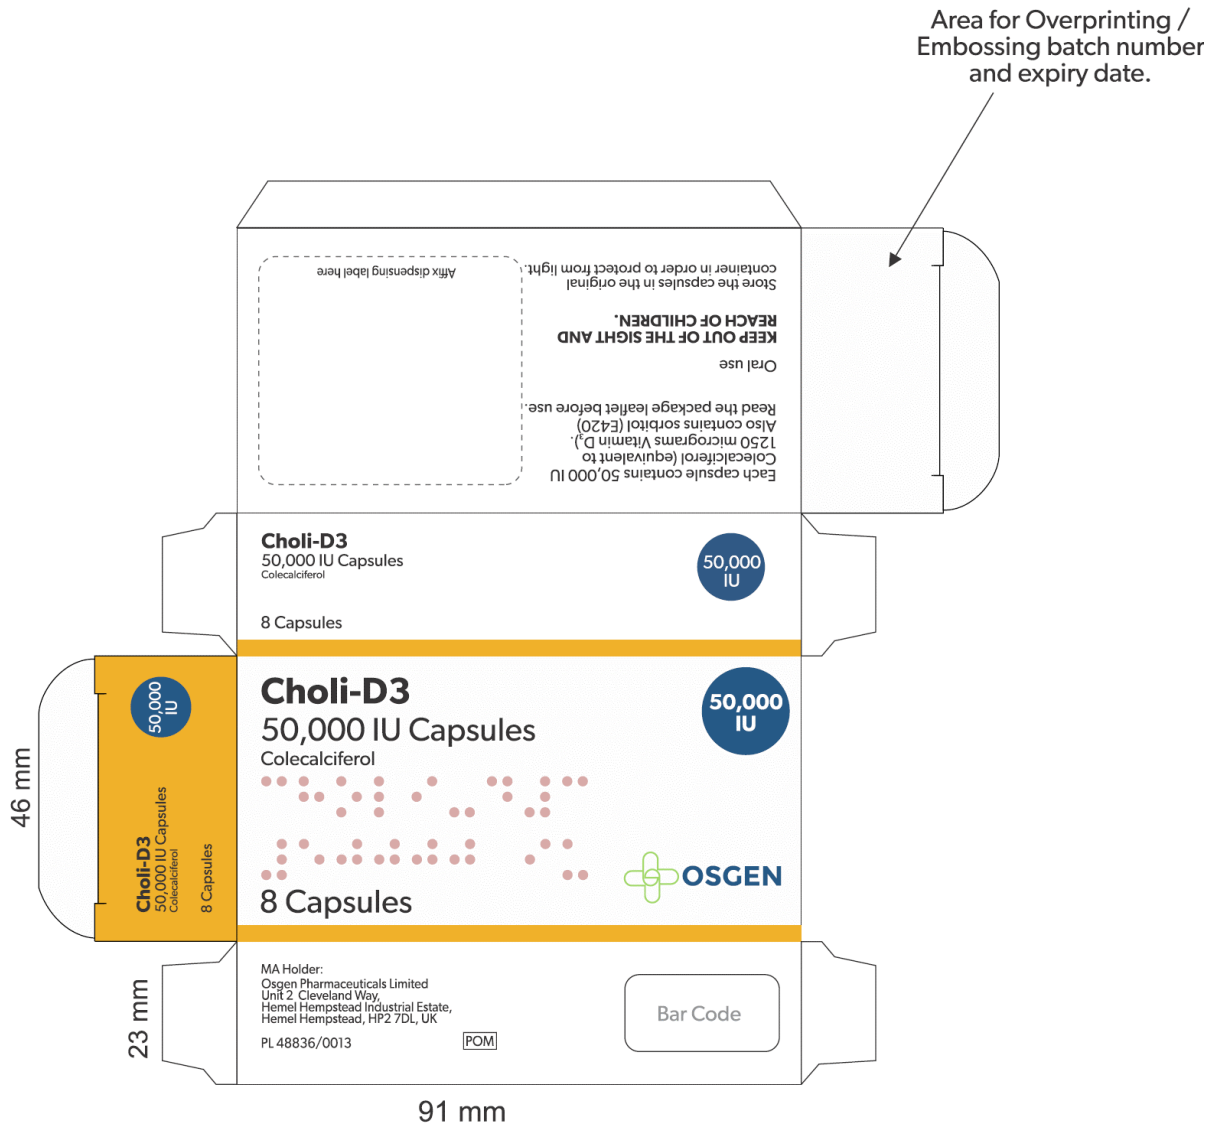 Area for Overprinting /
Embossing batch number
and expiry date.
Each capsule contains 50,000 IU
Colecalciferol (equivalent to
1250 micrograms Vitamin D₃).
Also contains sorbitol (E420)
Read the package leaflet before use.
Oral use
KEEP OUT OF THE SIGHT AND
REACH OF CHILDREN.
Store the capsules in the original
container in order to protect from light.
Affix dispensing label here
Choli-D3
50,000 IU Capsules
Colecalciferol
8 Capsules
50,000
IU
Choli-D3
50,000 IU Capsules
Colecalciferol
8 Capsules
50,000
IU
Choli-D3
50,000 IU Capsules
Colecalciferol
50,000
IU
8 Capsules
OSGEN
MA Holder:
Osgen Pharmaceuticals Limited
Unit 2 Cleveland Way,
Hemel Hempstead Industrial Estate,
Hemel Hempstead, HP2 7DL, UK
PL 48836/0013
POM
Bar Code
46 mm
23 mm
91 mm